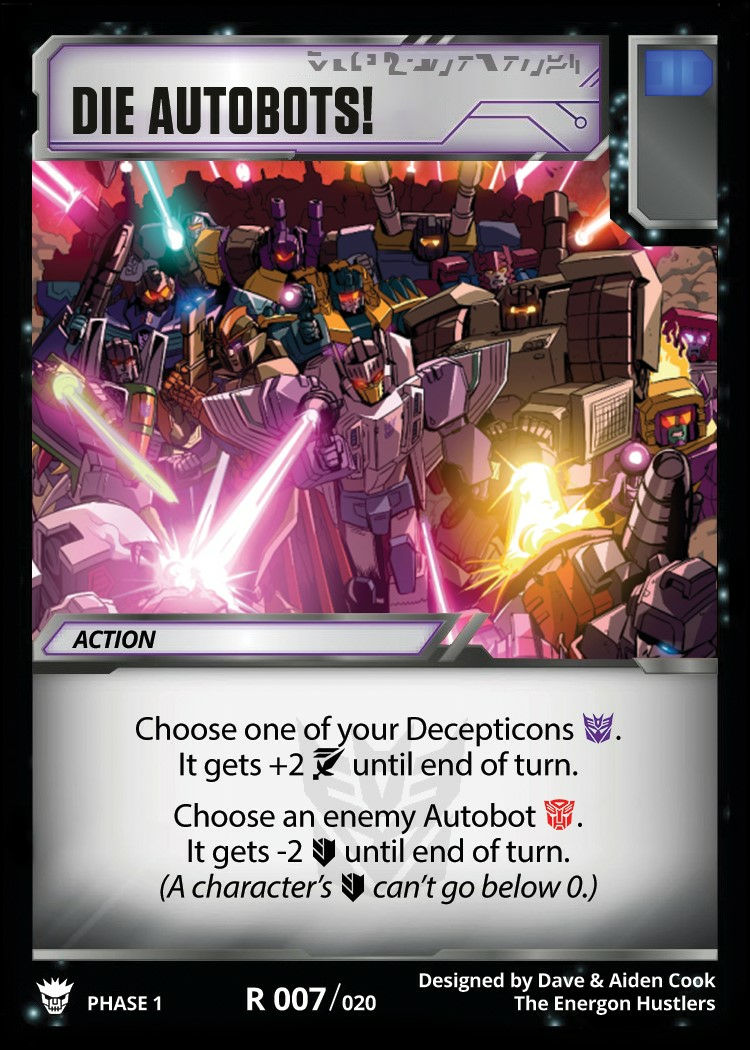 DIE AUTOBOTS!
ACTION
Choose one of your Decepticons .
It gets +2 until end of turn.
Choose an enemy Autobot .
It gets -2 until end of turn.
(A character's can't go below 0.)
PHASE 1
R 007/020
Designed by Dave & Aiden Cook
The Energon Hustlers